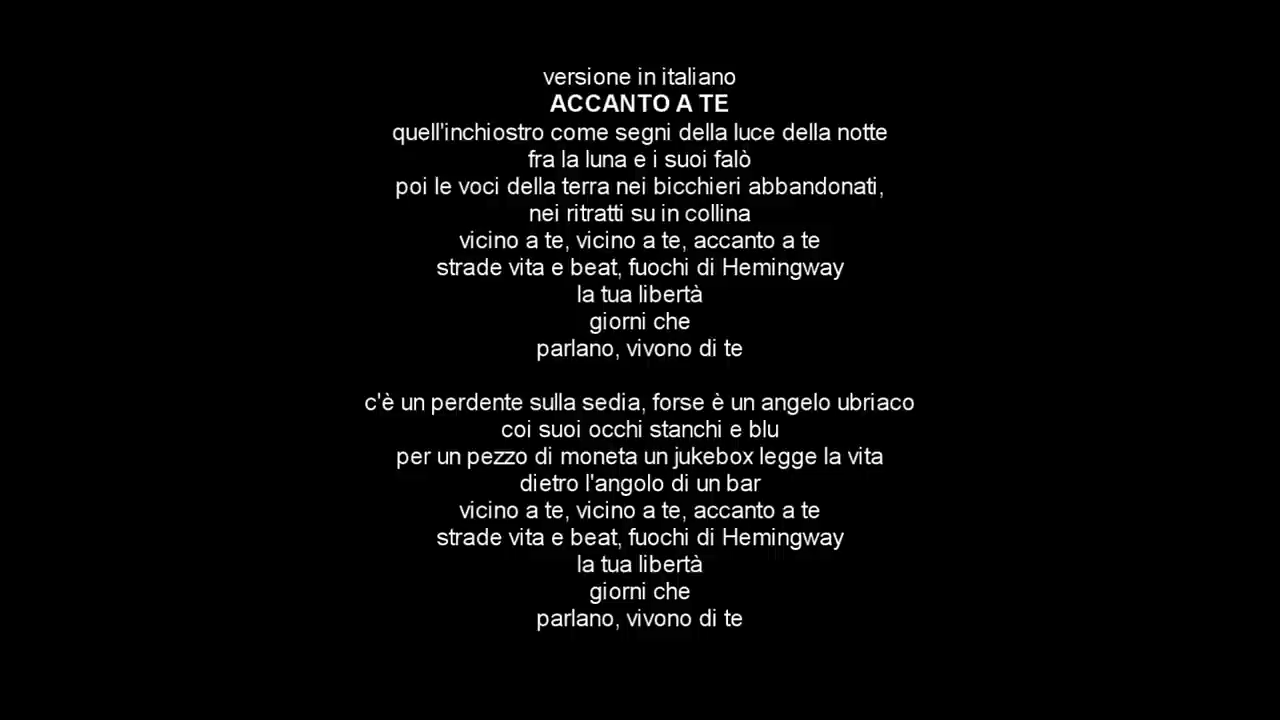 versione in italiano
ACCANTO A TE
quell'inchiostro come segni della luce della notte
fra la luna e i suoi falò
poi le voci della terra nei bicchieri abbandonati,
nei ritratti su in collina
vicino a te, vicino a te, accanto a te
strade vita e beat, fuochi di Hemingway
la tua libertà
giorni che
parlano, vivono di te
c'è un perdente sulla sedia, forse è un angelo ubriaco
coi suoi occhi stanchi e blu
per un pezzo di moneta un jukebox legge la vita
dietro l'angolo di un bar
vicino a te, vicino a te, accanto a te
strade vita e beat, fuochi di Hemingway
la tua libertà
giorni che
parlano, vivono di te